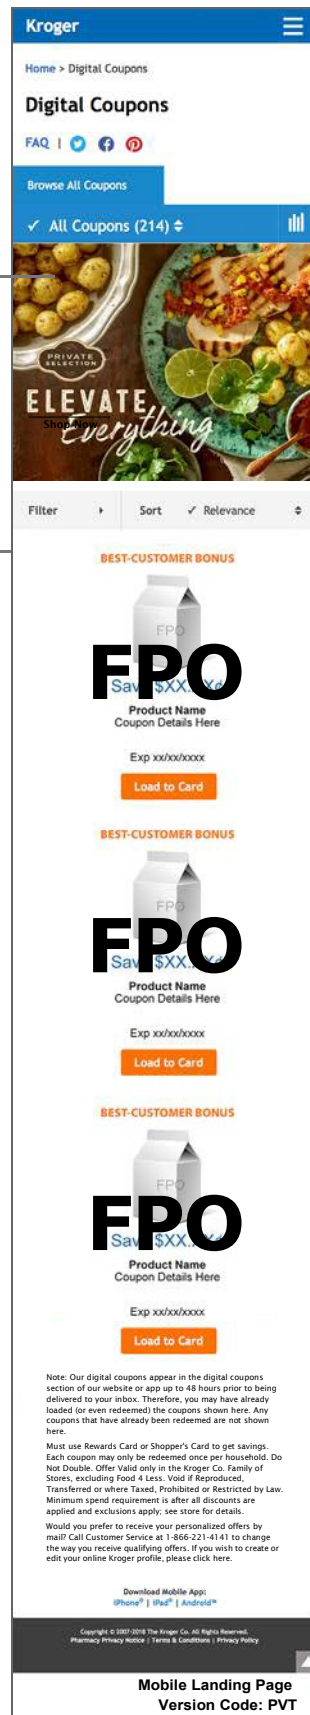 Kroger
Home > Digital Coupons
Digital Coupons
FAQ |
Browse All Coupons
✓ All Coupons (214)
PRIVATE
SELECTION
ELEVATE
Shop Now
Everything
Filter Sort ✓ Relevance
BEST-CUSTOMER BONUS
FPO
FPO
Save $XX.XX¢
Product Name
Coupon Details Here
Exp xx/xx/xxxx
Load to Card
BEST-CUSTOMER BONUS
FPO
FPO
Save $XX.XX¢
Product Name
Coupon Details Here
Exp xx/xx/xxxx
Load to Card
BEST-CUSTOMER BONUS
FPO
FPO
Save $XX.XX¢
Product Name
Coupon Details Here
Exp xx/xx/xxxx
Load to Card
Note: Our digital coupons appear in the digital coupons
section of our website or app up to 48 hours prior to being
delivered to your inbox. Therefore, you may have already
loaded (or even redeemed) the coupons shown here. Any
coupons that have already been redeemed are not shown
here.
Must use Rewards Card or Shopper's Card to get savings.
Each coupon may only be redeemed once per household. Do
Not Double. Offer Valid only in the Kroger Co. Family of
Stores, excluding Food 4 Less. Void if Reproduced,
Transferred or where Taxed, Prohibited or Restricted by Law.
Minimum spend requirement is after all discounts are
applied and exclusions apply; see store for details.
Would you prefer to receive your personalized offers by
mail? Call Customer Service at 1-866-221-4141 to change
the way you receive qualifying offers. If you wish to create or
edit your online Kroger profile, please click here.
Download Mobile App:
iPhone® | iPad® | Android™
Copyright © 2007-2018 The Kroger Co. All Rights Reserved.
Pharmacy Privacy Notice | Terms & Conditions | Privacy Policy
Mobile Landing Page
Version Code: PVT